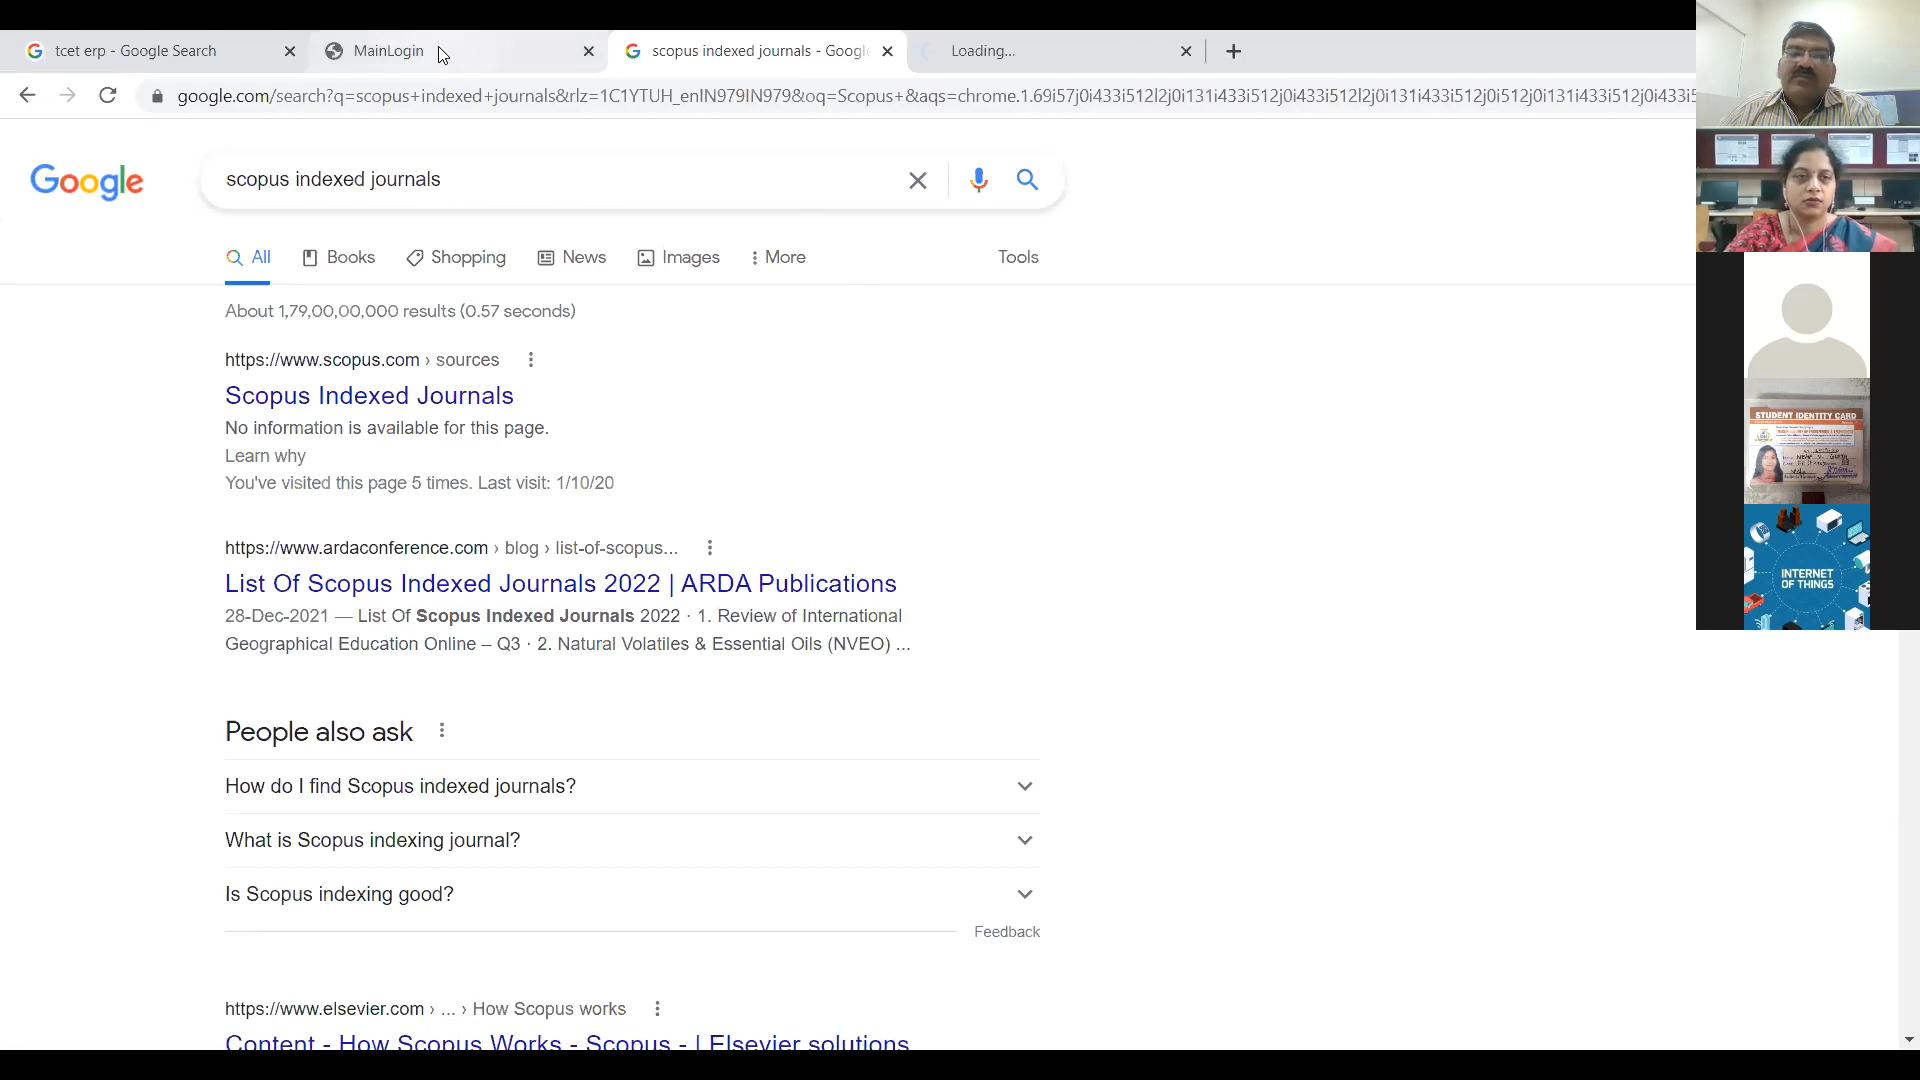 tcet erp - Google Search
MainLogin
scopus indexed journals - Google
Loading...
google.com/search?q=scopus+indexed+journals&rlz=1C1YTUH_enIN979IN979&oq=Scopus+&aqs=chrome.1.69i57j0i433i512l2j0i131i433i512j0i433i512l2j0i131i433i512j0i512j0i131i433i512j0i433i5
Google
scopus indexed journals
All
Books
Shopping
News
Images
More
Tools
About 1,79,00,00,000 results (0.57 seconds)
https://www.scopus.com › sources
Scopus Indexed Journals
No information is available for this page.
Learn why
You've visited this page 5 times. Last visit: 1/10/20
https://www.ardaconference.com › blog › list-of-scopus...
List Of Scopus Indexed Journals 2022 | ARDA Publications
28-Dec-2021 — List Of Scopus Indexed Journals 2022 · 1. Review of International
Geographical Education Online – Q3 · 2. Natural Volatiles & Essential Oils (NVEO) ...
People also ask
How do I find Scopus indexed journals?
What is Scopus indexing journal?
Is Scopus indexing good?
Feedback
https://www.elsevier.com › ... › How Scopus works
Content - How Scopus Works - Scopus - | Elsevier solutions
STUDENT IDENTITY CARD
INTERNET
OF THINGS